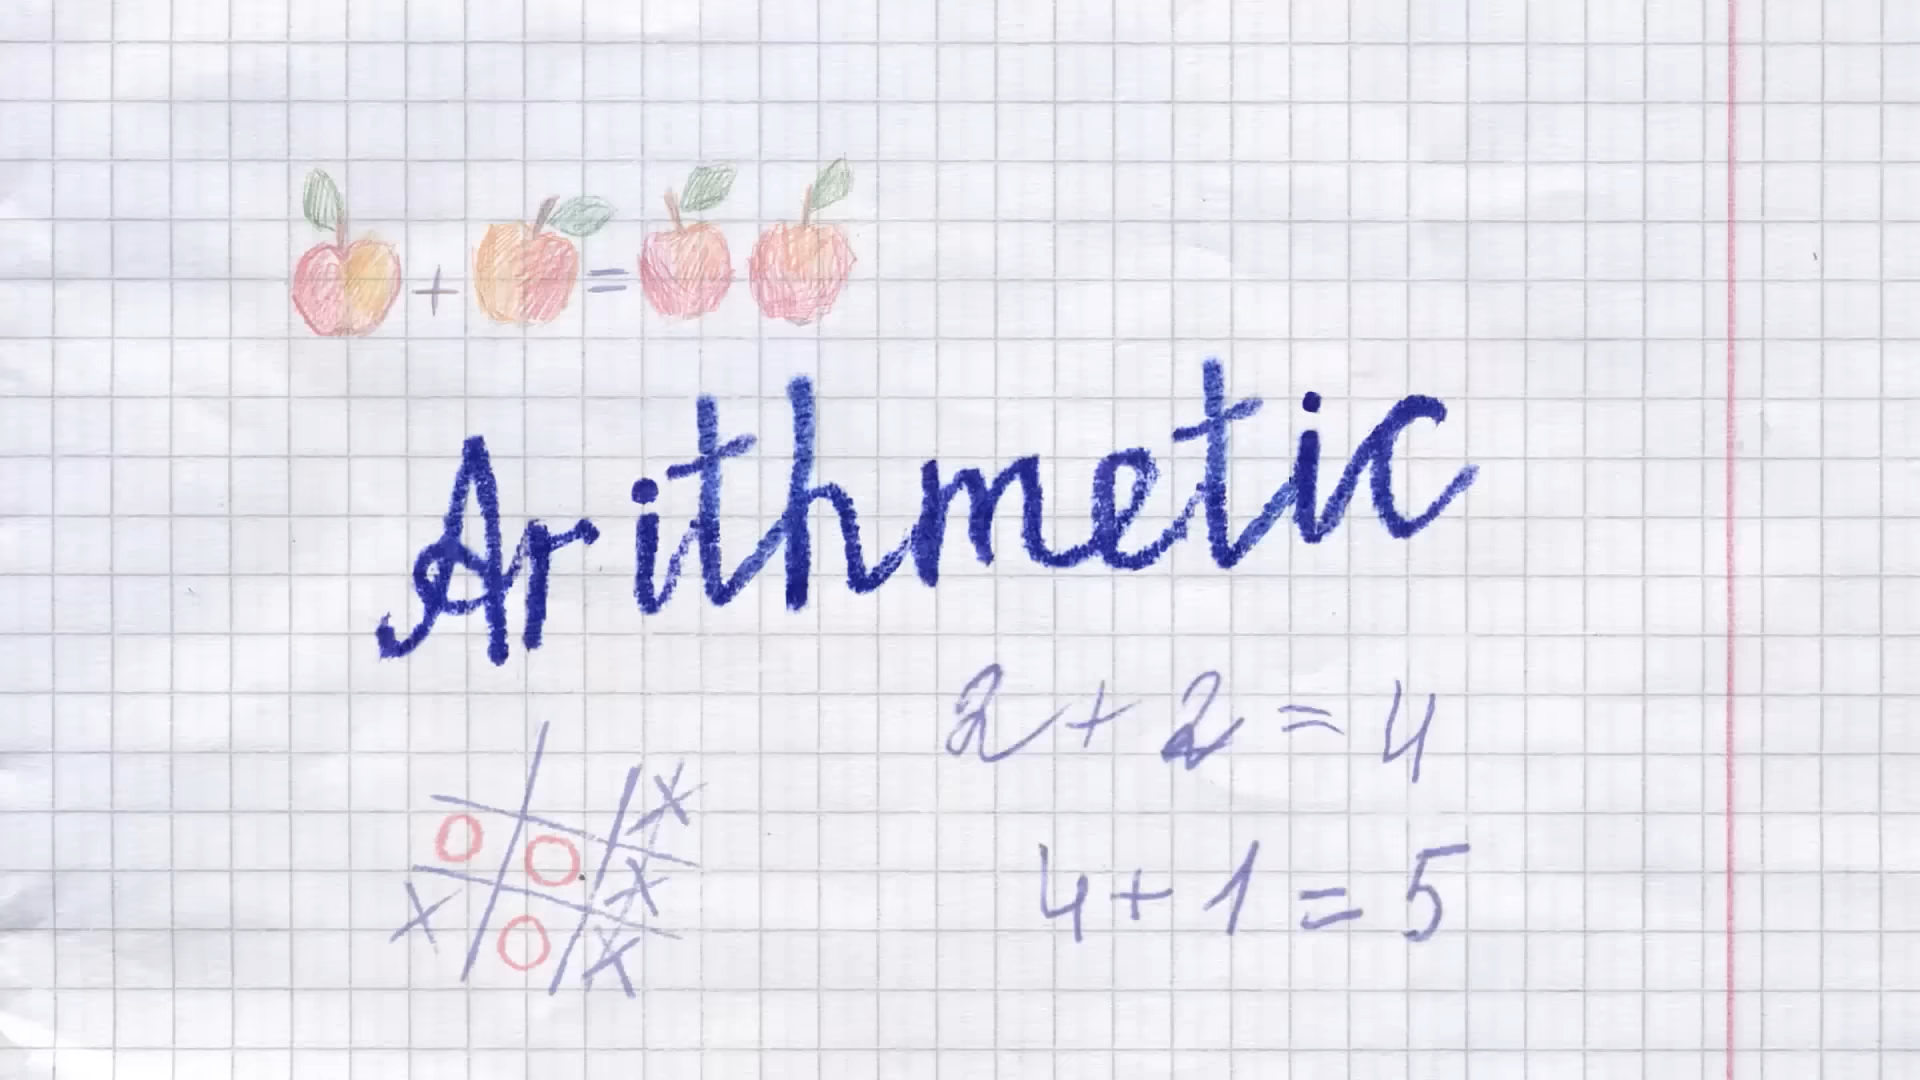 + =
Arithmetic
2 + 2 = 4
4 + 1 = 5
O O X
X O X
X